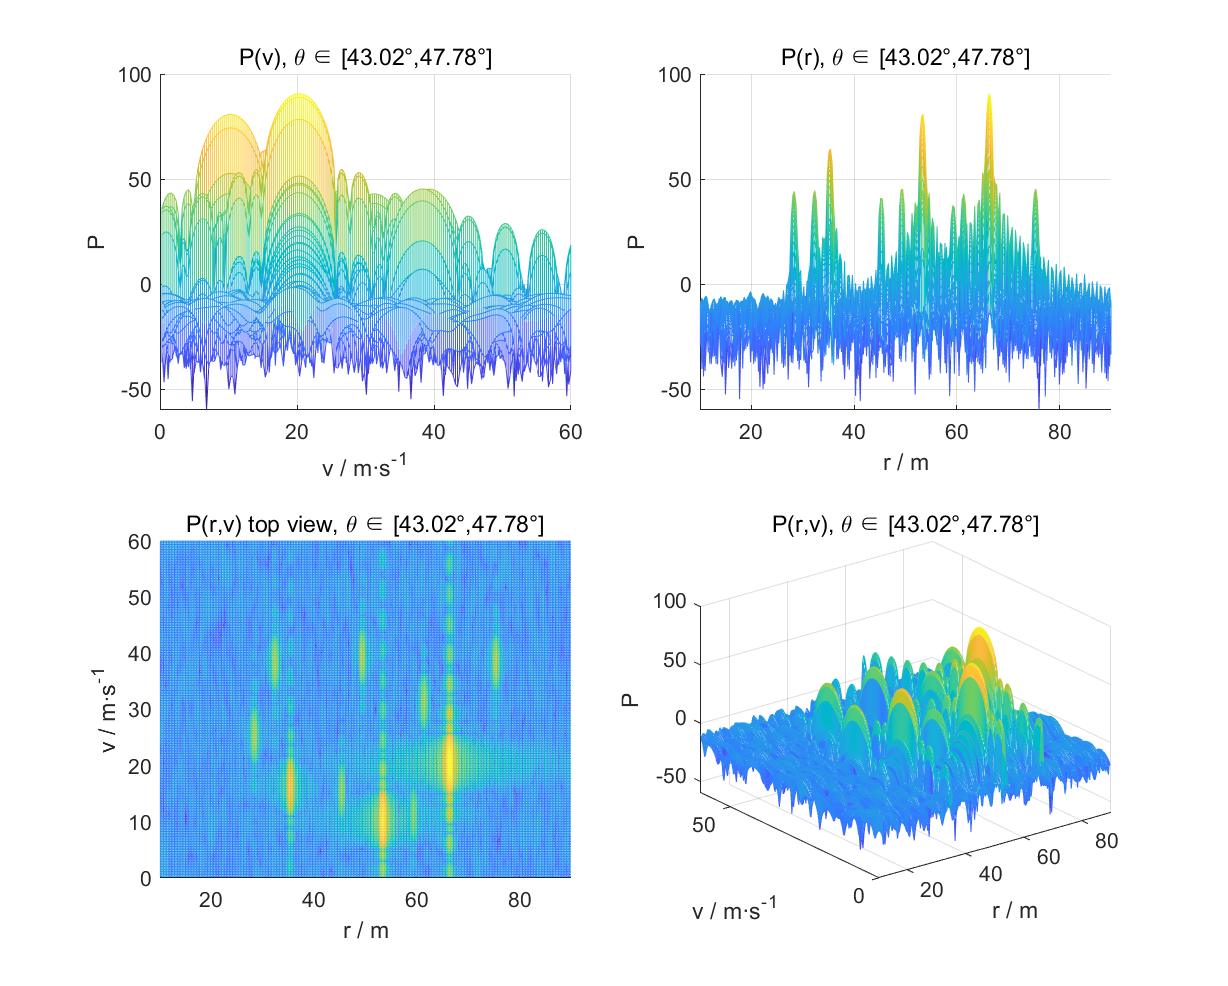 P(v), θ ∈ [43.02°,47.78°]
100
50
0
-50
P
0
20
40
60
v / m·s-1
P(r), θ ∈ [43.02°,47.78°]
100
50
0
-50
P
20
40
60
80
r / m
P(r,v) top view, θ ∈ [43.02°,47.78°]
60
50
40
30
20
10
0
v / m·s-1
20
40
60
80
r / m
P(r,v), θ ∈ [43.02°,47.78°]
100
50
0
-50
P
50
0
v / m·s-1
20
40
60
80
r / m